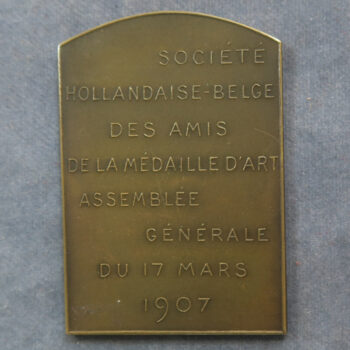 SOCIÉTÉ
HOLLANDAISE-BELGE
DES AMIS
DE LA MÉDAILLE D'ART
ASSEMBLÉE
GÉNÉRALE
DU 17 MARS
1907